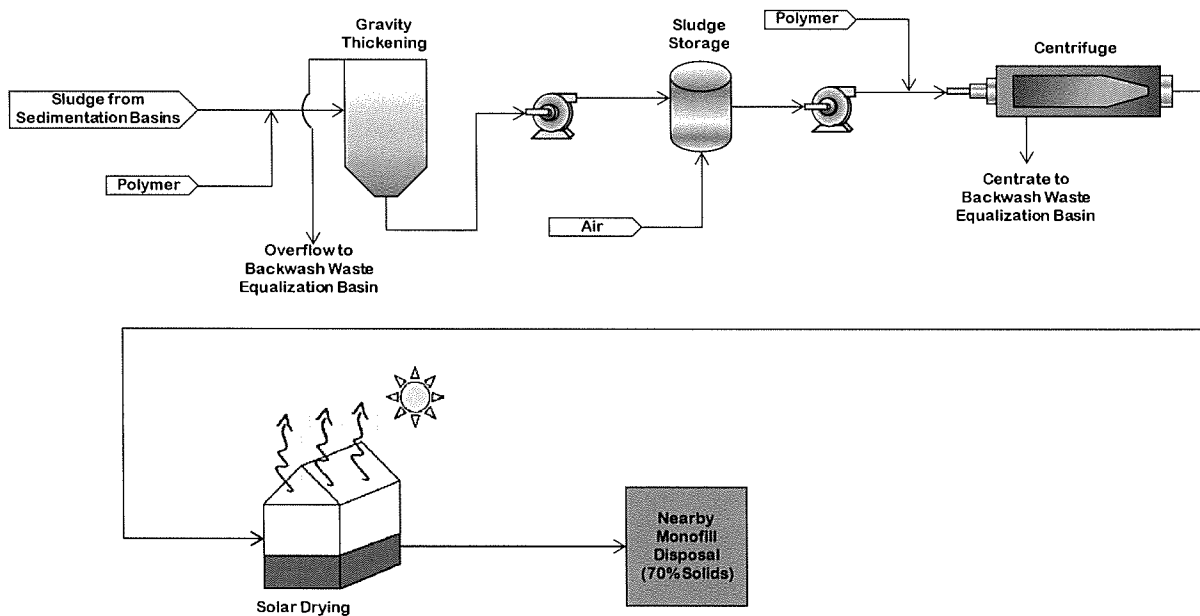 Gravity
Thickening
Sludge
Storage
Polymer
Centrifuge
Sludge from
Sedimentation Basins
Polymer
Air
Centrate to
Backwash Waste
Equalization Basin
Overflow to
Backwash Waste
Equalization Basin
Nearby
Monofill
Disposal
(70% Solids)
Solar Drying